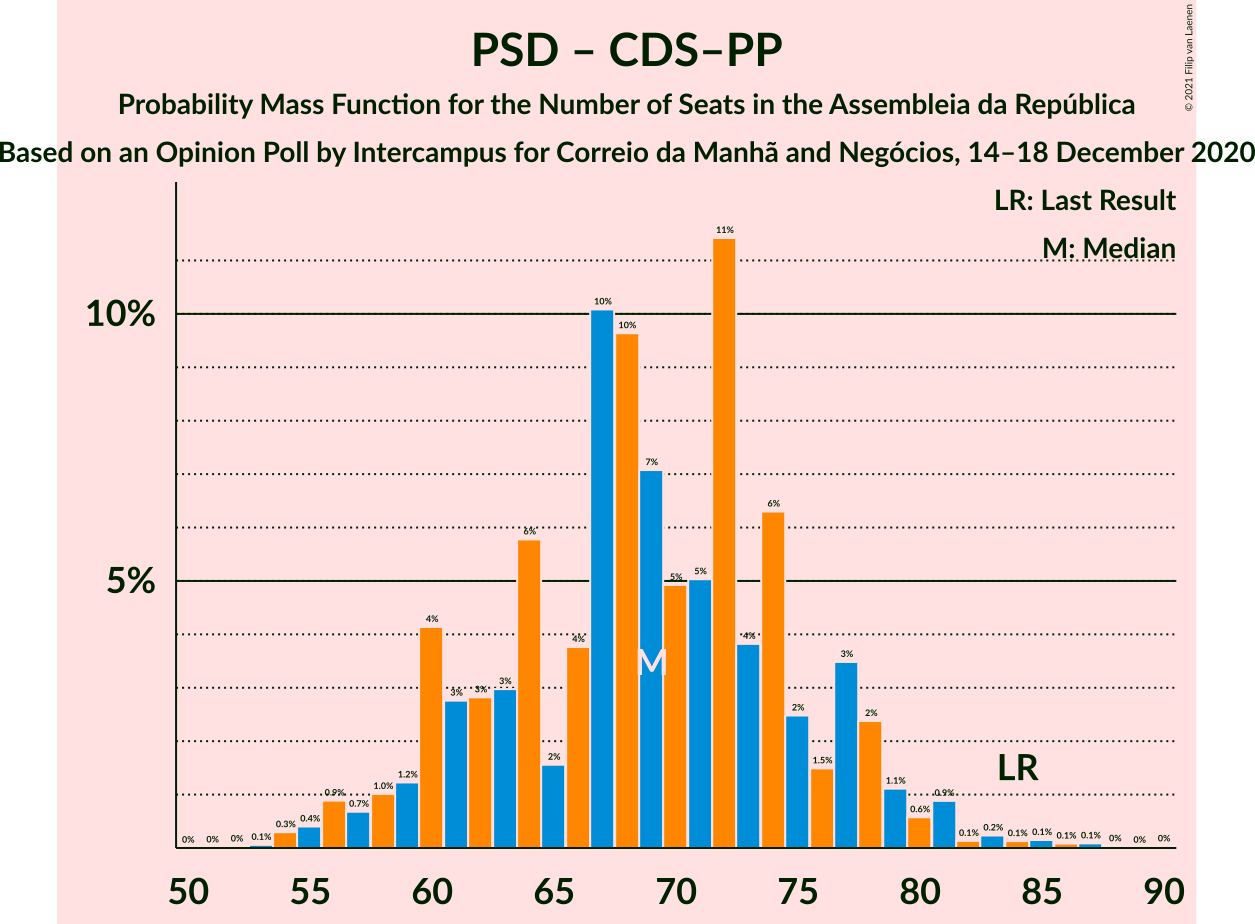 © 2021 Filip van Laenen
PSD – CDS–PP
Probability Mass Function for the Number of Seats in the Assembleia da República
Based on an Opinion Poll by Intercampus for Correio da Manhã and Negócios, 14–18 December 2020
LR: Last Result
M: Median
10%
5%
0% 0% 0% 0.1% 0.3% 0.4% 0.9% 0.7% 1.0% 1.2% 4% 3% 3% 3% 6% 2% 4% 10% 10% 7% 5% 5% 11% 4% 6% 2% 1.5% 3% 2% 1.1% 0.6% 0.9% 0.1% 0.2% 0.1% 0.1% 0.1% 0.1% 0% 0% 0%
M
LR
50 55 60 65 70 75 80 85 90